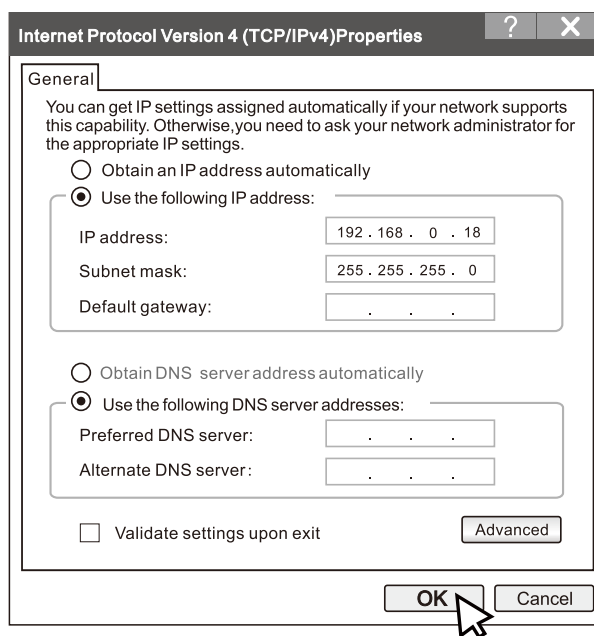 Internet Protocol Version 4 (TCP/IPv4)Properties ? X
General
You can get IP settings assigned automatically if your network supports
this capability. Otherwise,you need to ask your network administrator for
the appropriate IP settings.
Obtain an IP address automatically
Use the following IP address:
IP address: 192 . 168 . 0 . 18
Subnet mask: 255 . 255 . 255 . 0
Default gateway: . . .
Obtain DNS server address automatically
Use the following DNS server addresses:
Preferred DNS server: . . .
Alternate DNS server: . . .
Validate settings upon exit Advanced
OK Cancel